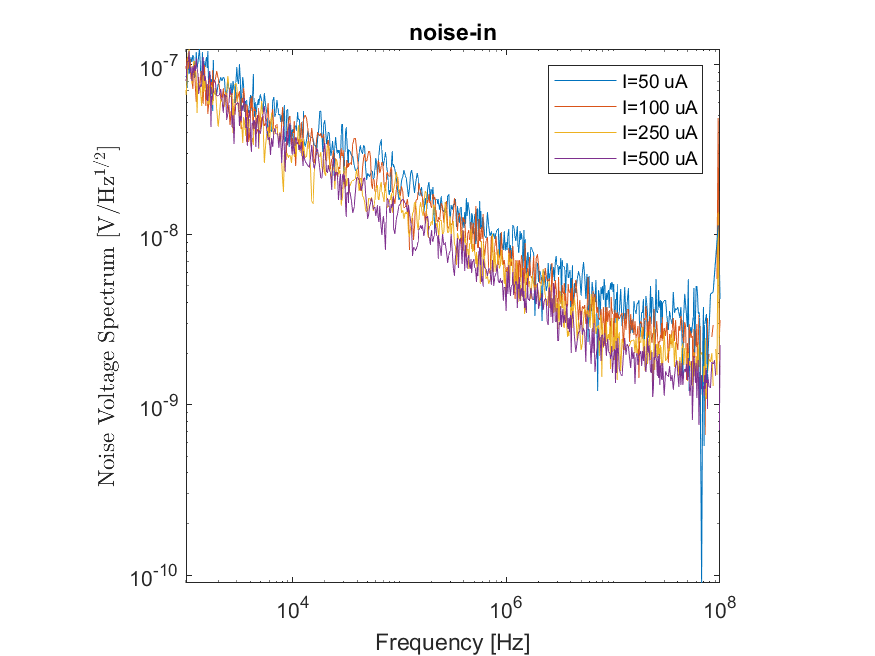 noise-in
I=50 uA
I=100 uA
I=250 uA
I=500 uA
10^-7
10^-8
10^-9
10^-10
Noise Voltage Spectrum [V/Hz^1/2]
10^4
10^6
10^8
Frequency [Hz]